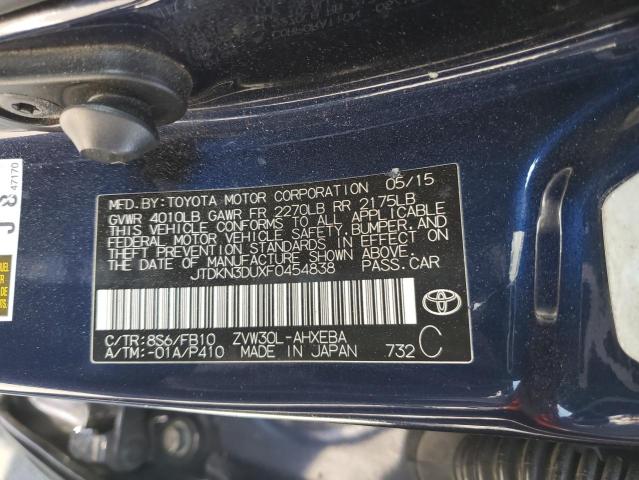 MFD. BY: TOYOTA MOTOR CORPORATION 05/15
GVWR 4010LB GAWR FR 2270LB RR 2175LB
THIS VEHICLE CONFORMS TO ALL APPLICABLE
FEDERAL MOTOR VEHICLE SAFETY, BUMPER, AND
THEFT PREVENTION STANDARDS IN EFFECT ON
THE DATE OF MANUFACTURE SHOWN ABOVE.
JTDKN3DUXF0454838 PASS. CAR
C/TR: 8S6/FB10 ZVW30L-AHXEBA
A/TM: -01A/P410 MADE IN JAPAN 732 C
47170